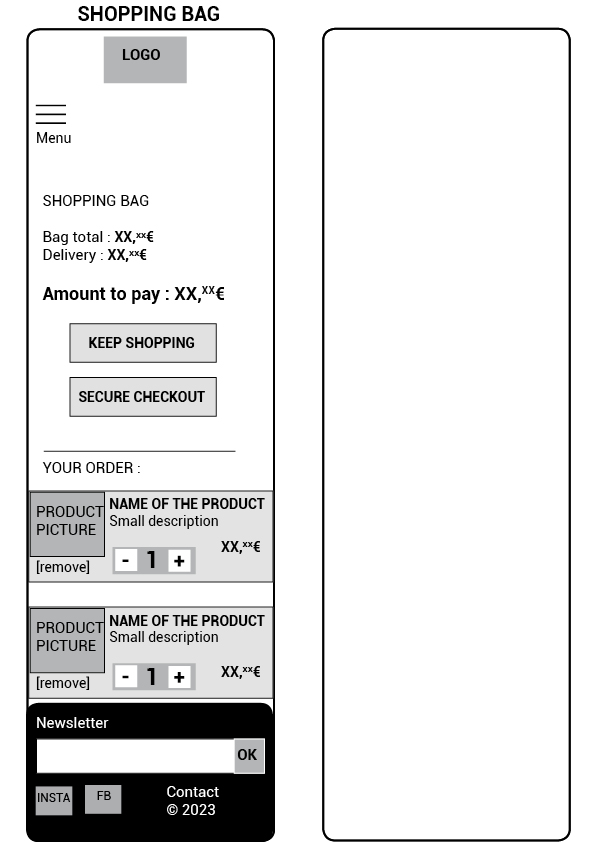 SHOPPING BAG
LOGO
Menu
SHOPPING BAG
Bag total : XX,ˣˣ€
Delivery : XX,ˣˣ€
Amount to pay : XX,ˣˣ€
KEEP SHOPPING
SECURE CHECKOUT
YOUR ORDER :
PRODUCT
PICTURE
[remove]
NAME OF THE PRODUCT
Small description
XX,ˣˣ€
- 1 +
PRODUCT
PICTURE
[remove]
NAME OF THE PRODUCT
Small description
XX,ˣˣ€
- 1 +
Newsletter
OK
INSTA
FB
Contact
© 2023